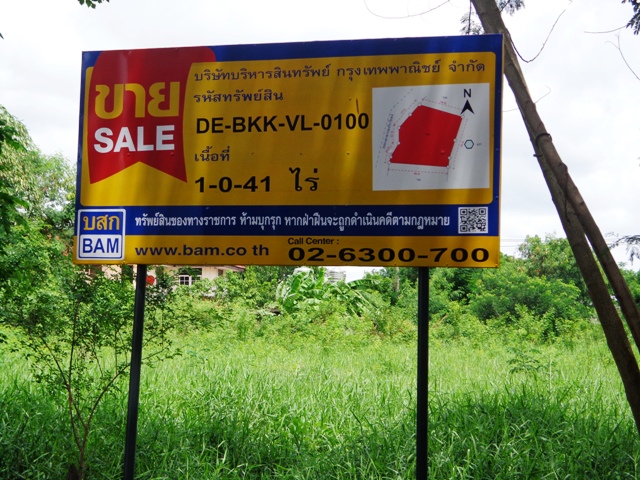 ขาย
SALE
บริษัทบริหารสินทรัพย์ กรุงเทพพาณิชย์ จำกัด
รหัสทรัพย์สิน
DE-BKK-VL-0100
เนื้อที่
1-0-41 ไร่
N
บสก
BAM
ทรัพย์สินของทางราชการ ห้ามบุกรุก หากฝ่าฝืนจะถูกดำเนินคดีตามกฎหมาย
www.bam.co th
Call Center :
02-6300-700